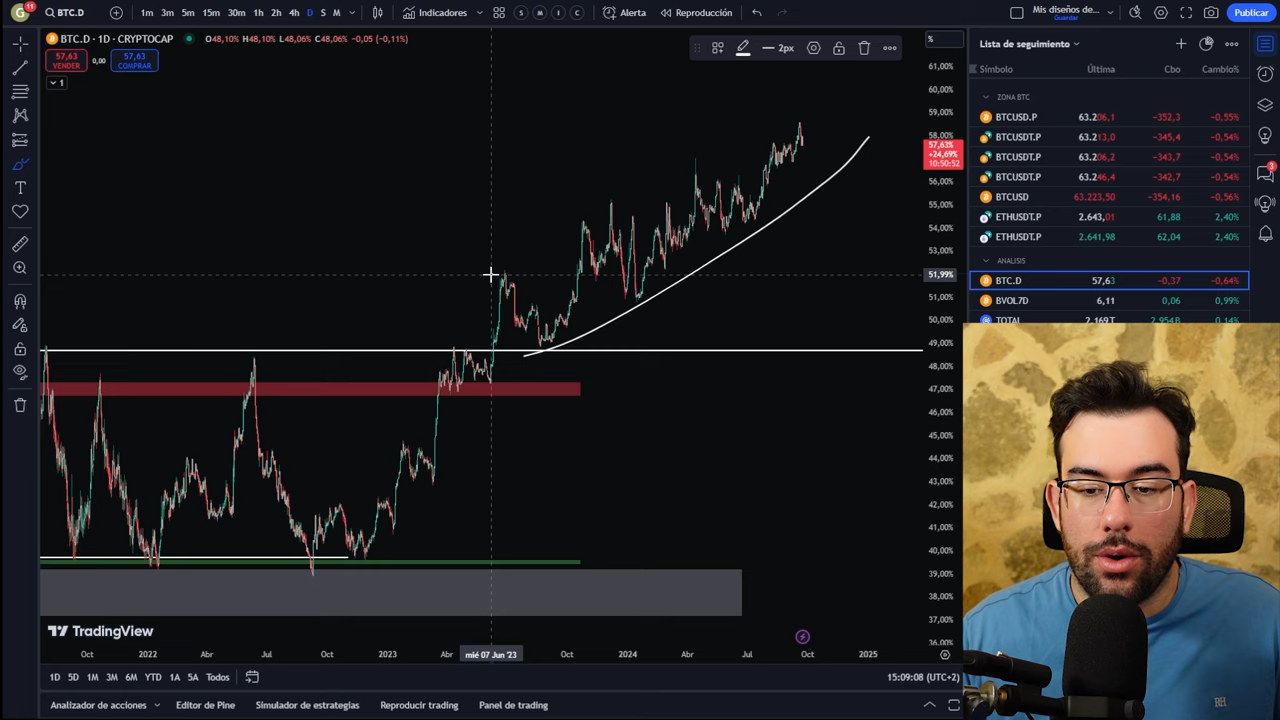 G 11 BTC.D 1m 3m 5m 15m 30m 1h 2h 4h D S M Indicadores S M I C Alerta Reproducción Mis diseños de... Guardar Publicar
BTC.D · 1D · CRYPTOCAP O48,10% H48,10% L48,06% C48,06% −0,05 (−0,11%)
57,63 VENDER 0,00 57,63 COMPRAR
1
2px
%
61,00%
60,00%
59,00%
58,00%
57,63%
+24,69%
10:50:52
56,00%
55,00%
54,00%
53,00%
51,99%
51,00%
50,00%
49,00%
48,00%
47,00%
46,00%
45,00%
44,00%
43,00%
42,00%
41,00%
40,00%
39,00%
38,00%
37,00%
36,00%
Lista de seguimiento
Símbolo Última Cbo Cambio%
ZONA BTC
BTCUSD.P 63.206,1 −352,3 −0,55%
BTCUSDT.P 63.213,0 −345,4 −0,54%
BTCUSDT.P 63.206,2 −343,7 −0,54%
BTCUSDT.P 63.246,4 −342,7 −0,54%
BTCUSD 63.223,50 −354,16 −0,56%
ETHUSDT.P 2.643,01 61,88 2,40%
ETHUSDT.P 2.641,98 62,04 2,40%
ANALISIS
BTC.D 57,63 −0,37 −0,64%
BVOL7D 6,11 0,06 0,99%
TOTAL 2,169T 2,954B 0,14%
3
TradingView
Oct 2022 Abr Jul Oct 2023 Abr mié 07 Jun '23 Oct 2024 Abr Jul Oct 2025
1D 5D 1M 3M 6M YTD 1A 5A Todos 15:09:08 (UTC+2)
Analizador de acciones Editor de Pine Simulador de estrategias Reproducir trading Panel de trading